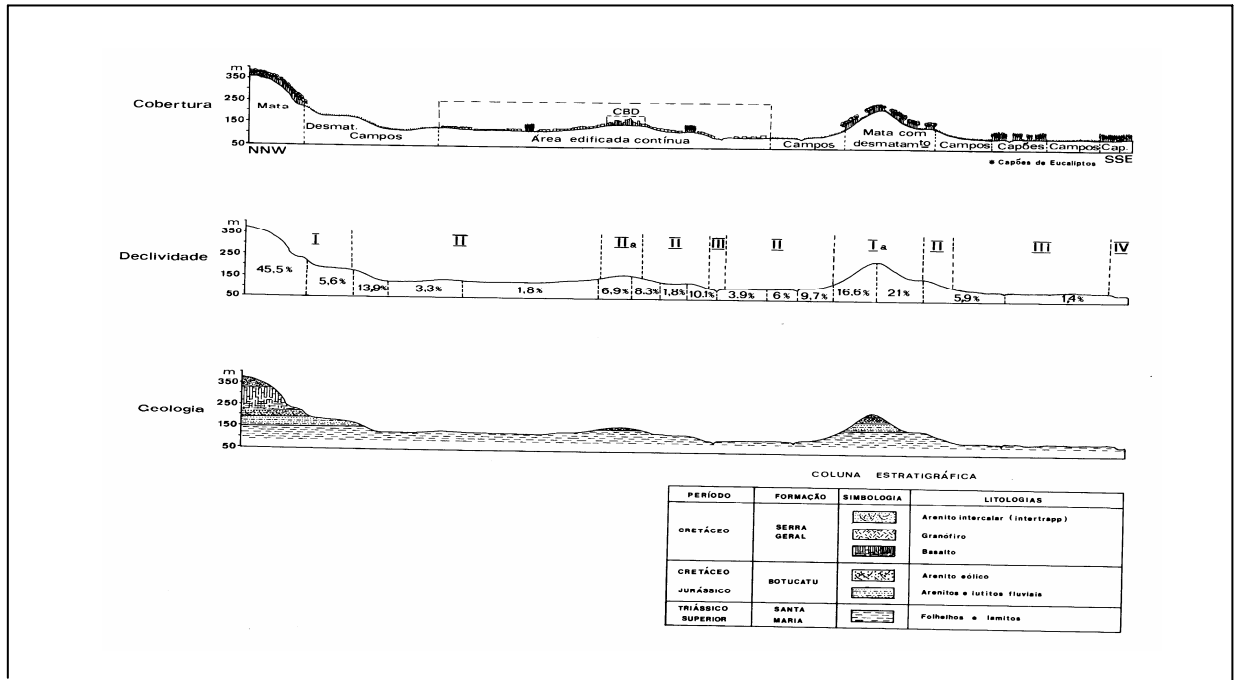 m
350
250
150
50
Cobertura
Mata
Desmat.
Campos
CBD
Área edificada contínua
Campos
Mata com
desmatamto
Campos
Capões
Campos
Cap.
NNW
SSE
* Capões de Eucaliptos
m
350
250
150
50
Declividade
I
II
IIa
II
III
II
Ia
II
III
IV
45.5%
5,6%
13,9%
3.3%
1,8%
6,9%
8.3%
1,8%
10.1%
3.9%
6%
9,7%
16.6%
21%
5,9%
1,4%
m
350
250
150
50
Geologia
COLUNA ESTRATIGRÁFICA
PERÍODO FORMAÇÃO SIMBOLOGIA LITOLOGIAS
CRETÁCEO
SERRA
GERAL
Arenito intercalar (intertrapp)
Granófiro
Basalto
CRETÁCEO
JURÁSSICO
BOTUCATU
Arenito eólico
Arenitos e lutitos fluviais
TRIÁSSICO
SUPERIOR
SANTA
MARIA
Folhelhos e lamitos